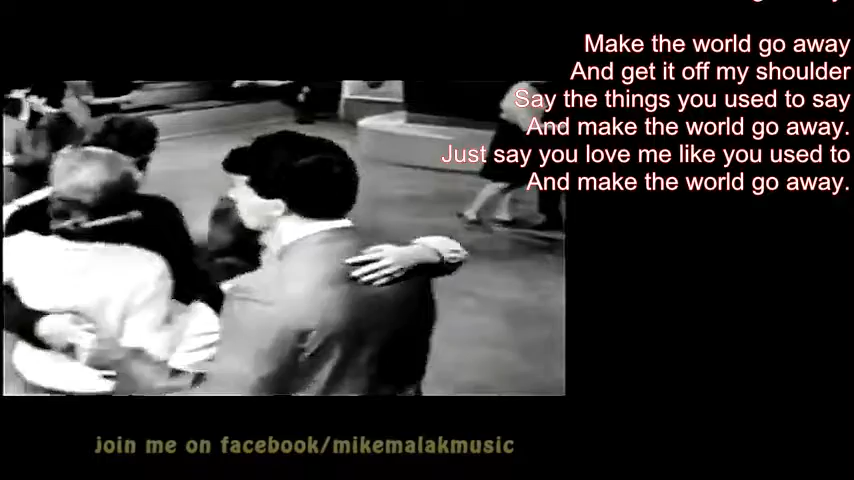 Make the world go away
And get it off my shoulder
Say the things you used to say
And make the world go away.
Just say you love me like you used to
And make the world go away.
join me on facebook/mikemalakmusic